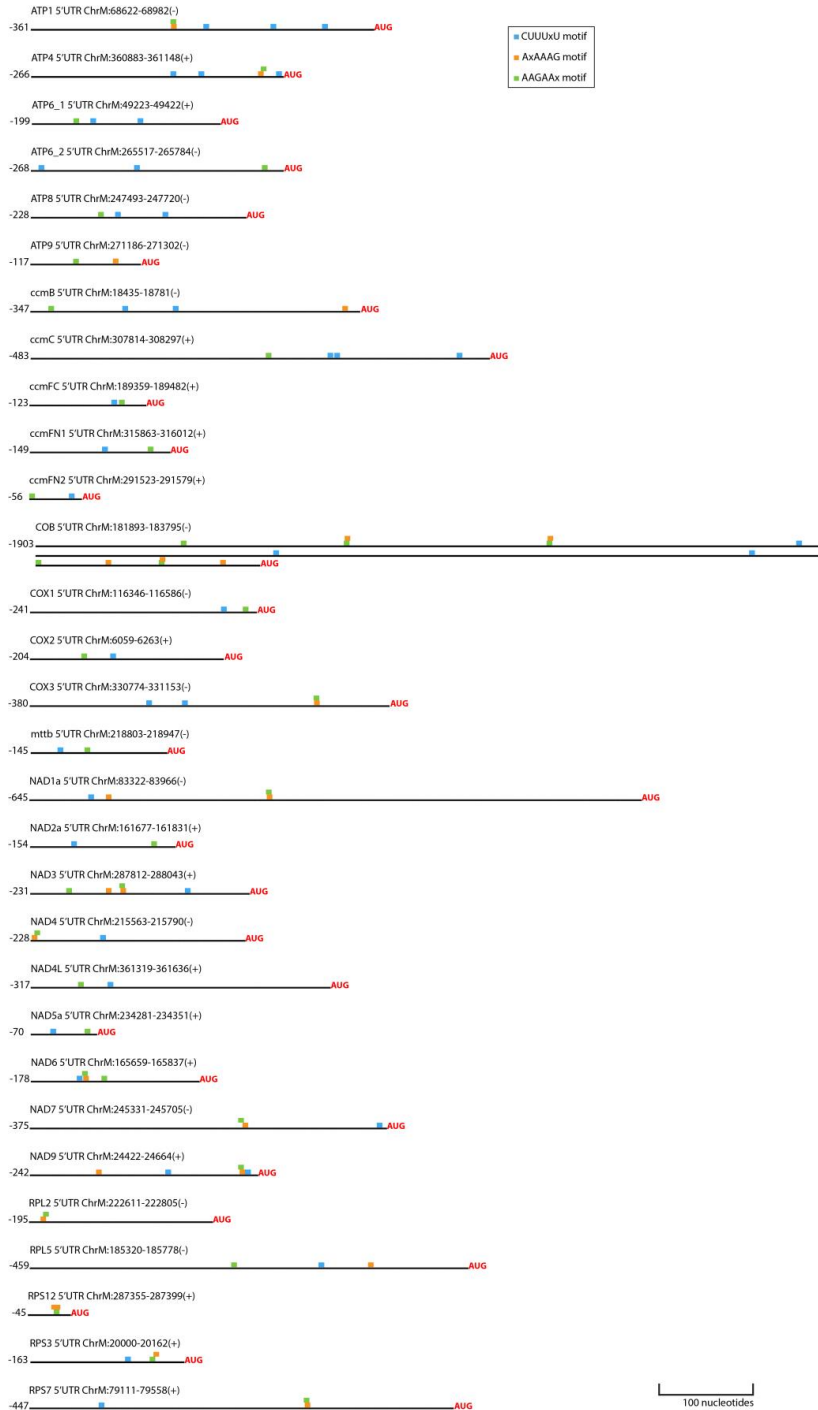 ATP1 5'UTR ChrM:68622-68982(-)
-361 AUG
CUUUxU motif
AxAAAG motif
AAGAAx motif
ATP4 5'UTR ChrM:360883-361148(+)
-266 AUG
ATP6_1 5'UTR ChrM:49223-49422(+)
-199 AUG
ATP6_2 5'UTR ChrM:265517-265784(-)
-268 AUG
ATP8 5'UTR ChrM:247493-247720(-)
-228 AUG
ATP9 5'UTR ChrM:271186-271302(-)
-117 AUG
ccmB 5'UTR ChrM:18435-18781(-)
-347 AUG
ccmC 5'UTR ChrM:307814-308297(+)
-483 AUG
ccmFC 5'UTR ChrM:189359-189482(+)
-123 AUG
ccmFN1 5'UTR ChrM:315863-316012(+)
-149 AUG
ccmFN2 5'UTR ChrM:291523-291579(+)
-56 AUG
COB 5'UTR ChrM:181893-183795(-)
-1903
AUG
COX1 5'UTR ChrM:116346-116586(-)
-241 AUG
COX2 5'UTR ChrM:6059-6263(+)
-204 AUG
COX3 5'UTR ChrM:330774-331153(-)
-380 AUG
mttb 5'UTR ChrM:218803-218947(-)
-145 AUG
NAD1a 5'UTR ChrM:83322-83966(-)
-645 AUG
NAD2a 5'UTR ChrM:161677-161831(+)
-154 AUG
NAD3 5'UTR ChrM:287812-288043(+)
-231 AUG
NAD4 5'UTR ChrM:215563-215790(-)
-228 AUG
NAD4L 5'UTR ChrM:361319-361636(+)
-317 AUG
NAD5a 5'UTR ChrM:234281-234351(+)
-70 AUG
NAD6 5'UTR ChrM:165659-165837(+)
-178 AUG
NAD7 5'UTR ChrM:245331-245705(-)
-375 AUG
NAD9 5'UTR ChrM:24422-24664(+)
-242 AUG
RPL2 5'UTR ChrM:222611-222805(-)
-195 AUG
RPL5 5'UTR ChrM:185320-185778(-)
-459 AUG
RPS12 5'UTR ChrM:287355-287399(+)
-45 AUG
RPS3 5'UTR ChrM:20000-20162(+)
-163 AUG
RPS7 5'UTR ChrM:79111-79558(+)
-447 AUG
100 nucleotides